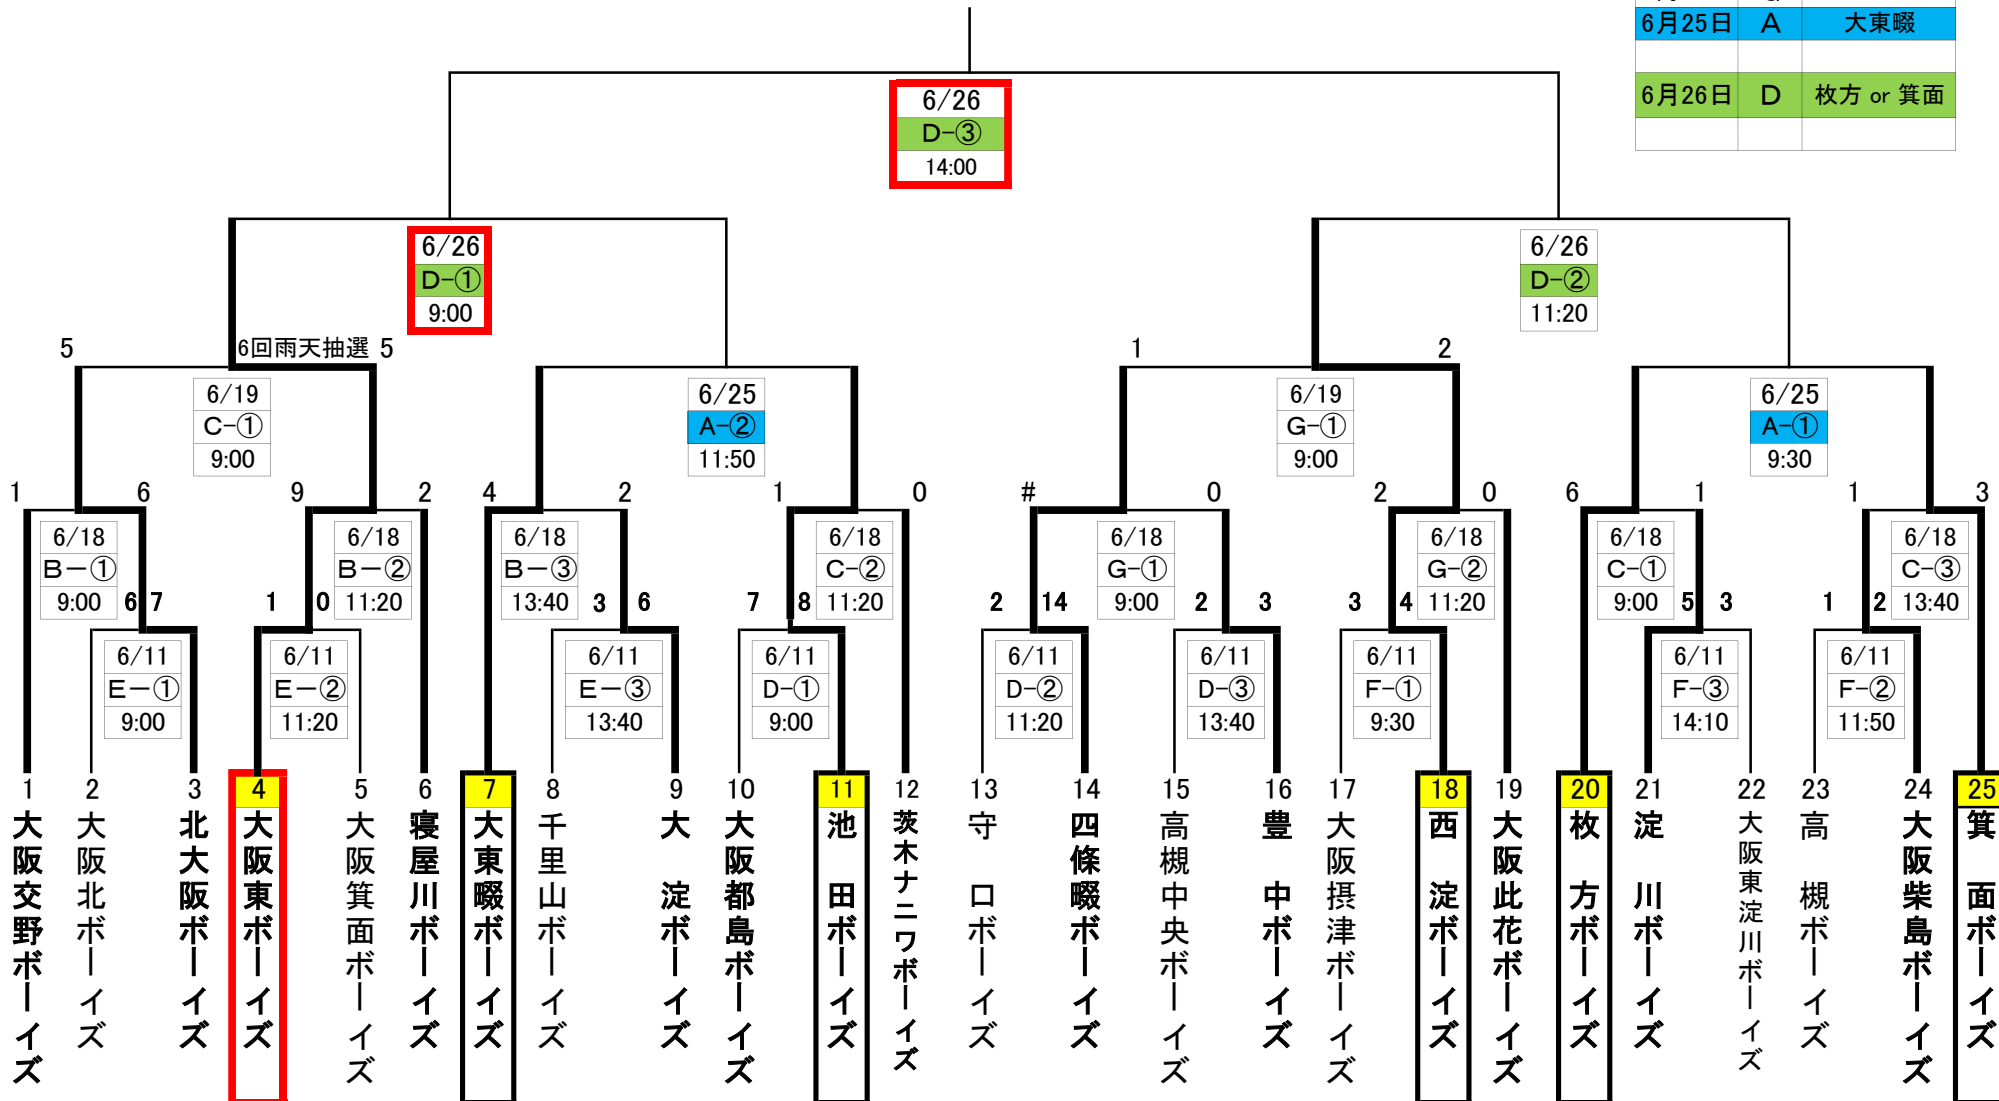 6月25日 A 大東畷
6月26日 D 枚方 or 箕面
6/26
D-③
14:00
6/26
D-①
9:00
6/26
D-②
11:20
5 6回雨天抽選 5
1 2
6/19
C-①
9:00
6/25
A-②
11:50
6/19
G-①
9:00
6/25
A-①
9:30
1 6 9 2 4 2 1 0 # 0 2 0 6 1 1 3
6/18
B-①
9:00
6/18
B-②
11:20
6/18
B-③
13:40
6/18
C-②
11:20
6/18
G-①
9:00
6/18
G-②
11:20
6/18
C-①
9:00
6/18
C-③
13:40
6 7 1 0 3 6 7 8 2 14 2 3 3 4 5 3 1 2
6/11
E-①
9:00
6/11
E-②
11:20
6/11
E-③
13:40
6/11
D-①
9:00
6/11
D-②
11:20
6/11
D-③
13:40
6/11
F-①
9:30
6/11
F-③
14:10
6/11
F-②
11:50
1 大阪交野ボーイズ
2 大阪北ボーイズ
3 北大阪ボーイズ
4 大阪東ボーイズ
5 大阪箕面ボーイズ
6 寝屋川ボーイズ
7 大東畷ボーイズ
8 千里山ボーイズ
9 大 淀ボーイズ
10 大阪都島ボーイズ
11 池 田ボーイズ
12 茨木ナニワボーイズ
13 守 口ボーイズ
14 四條畷ボーイズ
15 高槻中央ボーイズ
16 豊 中ボーイズ
17 大阪摂津ボーイズ
18 西 淀ボーイズ
19 大阪此花ボーイズ
20 枚 方ボーイズ
21 淀 川ボーイズ
22 大阪東淀川ボーイズ
23 高 槻ボーイズ
24 大阪柴島ボーイズ
25 箕 面ボーイズ